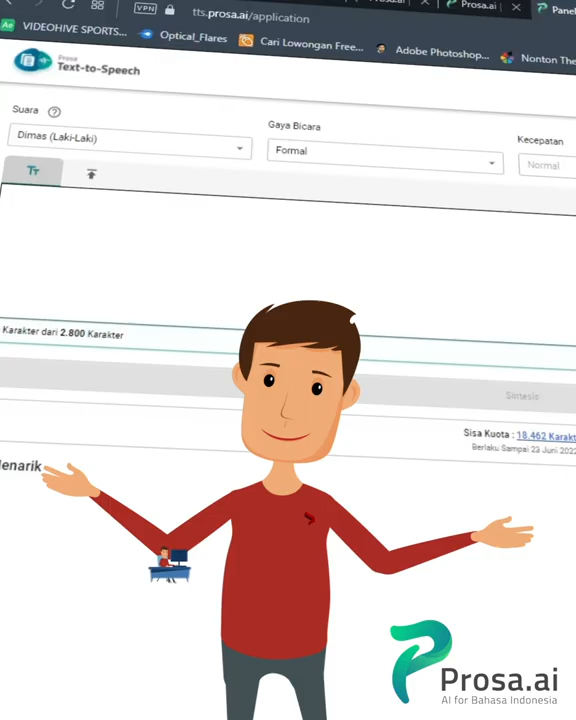 Prosa.ai
Panel
tts.prosa.ai/application
VPN
Ae VIDEOHIVE SPORTS...
Optical_Flares
Cari Lowongan Free...
Adobe Photoshop...
Nonton The
Prosa
Text-to-Speech
Suara
Dimas (Laki-Laki)
Gaya Bicara
Formal
Kecepatan
Normal
Karakter dari 2.800 Karakter
Sintesis
Sisa Kuota : 18.462 Karakt
Berlaku Sampai 23 Juni 2022
enarik
Prosa.ai
AI for Bahasa Indonesia